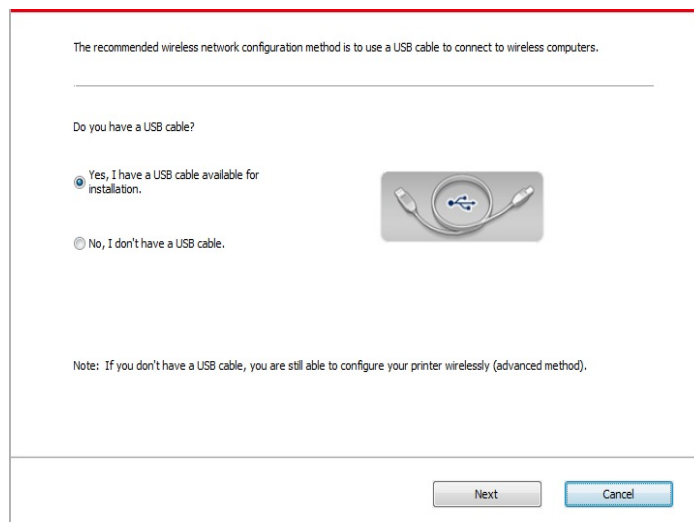 The recommended wireless network configuration method is to use a USB cable to connect to wireless computers.
Do you have a USB cable?
Yes, I have a USB cable available for
installation.
No, I don't have a USB cable.
Note: If you don't have a USB cable, you are still able to configure your printer wirelessly (advanced method).
Next
Cancel